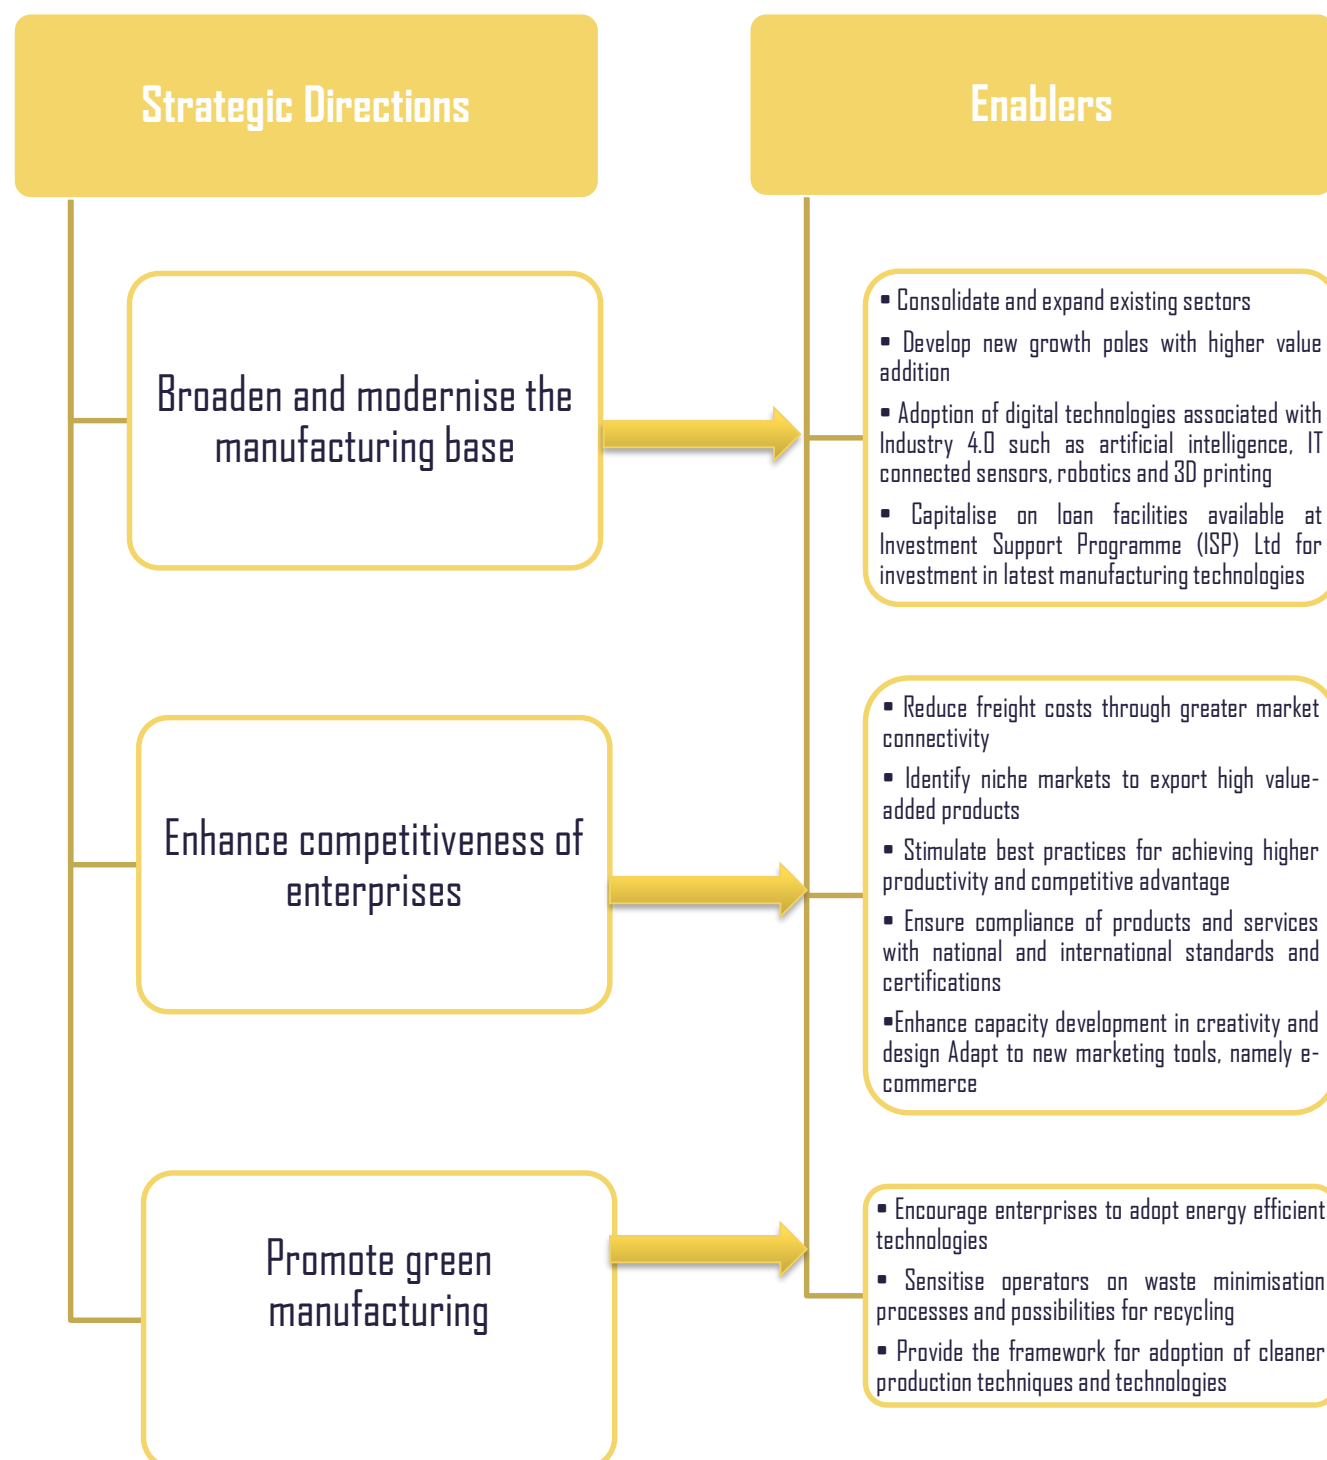 Strategic Directions
Enablers
Broaden and modernise the
manufacturing base
▪ Consolidate and expand existing sectors
▪ Develop new growth poles with higher value
addition
▪ Adoption of digital technologies associated with
Industry 4.0 such as artificial intelligence, IT
connected sensors, robotics and 3D printing
▪ Capitalise on loan facilities available at
Investment Support Programme (ISP) Ltd for
investment in latest manufacturing technologies
Enhance competitiveness of
enterprises
▪ Reduce freight costs through greater market
connectivity
▪ Identify niche markets to export high value-
added products
▪ Stimulate best practices for achieving higher
productivity and competitive advantage
▪ Ensure compliance of products and services
with national and international standards and
certifications
▪Enhance capacity development in creativity and
design Adapt to new marketing tools, namely e-
commerce
Promote green
manufacturing
▪ Encourage enterprises to adopt energy efficient
technologies
▪ Sensitise operators on waste minimisation
processes and possibilities for recycling
▪ Provide the framework for adoption of cleaner
production techniques and technologies